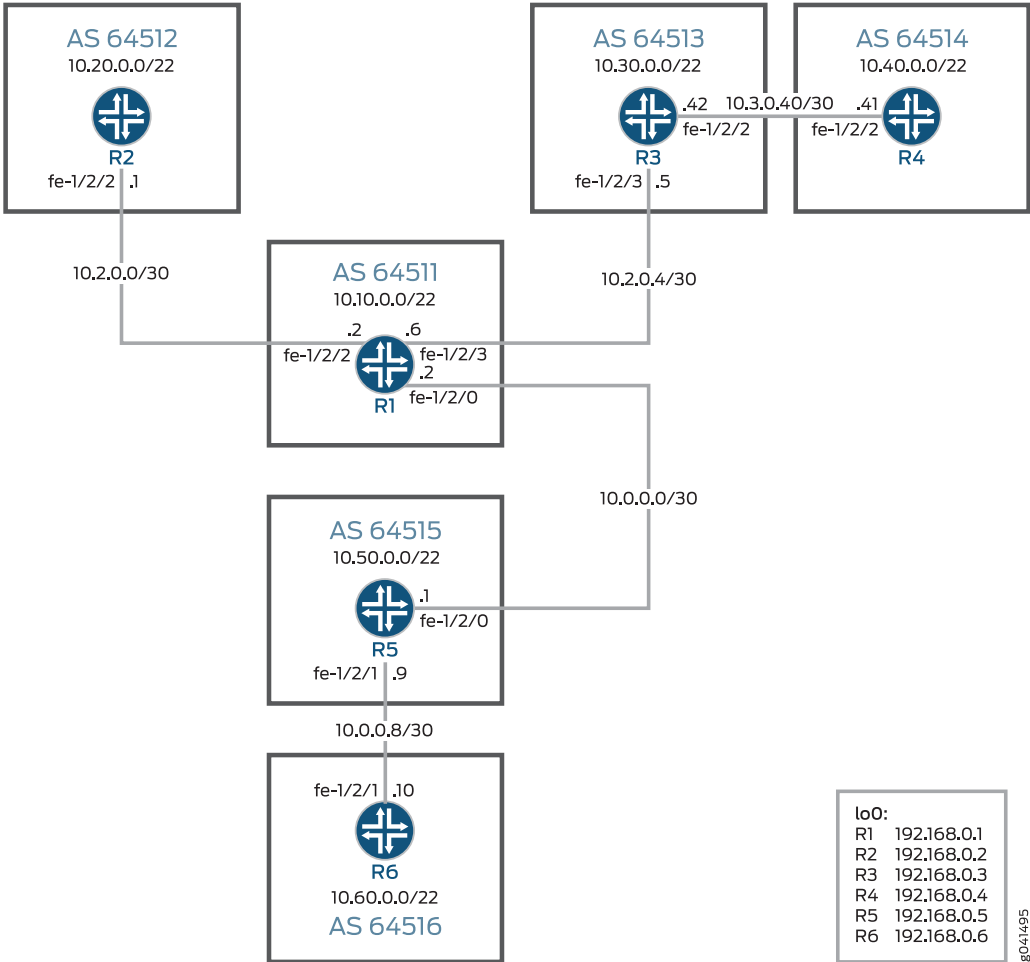 AS 64512
10.20.0.0/22
R2
fe-1/2/2 .1
10.2.0.0/30
AS 64513
10.30.0.0/22
.42
fe-1/2/2
R3
fe-1/2/3 .5
10.3.0.40/30
AS 64514
10.40.0.0/22
.41
fe-1/2/2
R4
10.2.0.4/30
AS 64511
10.10.0.0/22
.2
fe-1/2/2
.6
fe-1/2/3
.2
fe-1/2/0
R1
10.0.0.0/30
AS 64515
10.50.0.0/22
.1
fe-1/2/0
R5
fe-1/2/1 .9
10.0.0.8/30
fe-1/2/1 .10
R6
10.60.0.0/22
AS 64516
lo0:
R1 192.168.0.1
R2 192.168.0.2
R3 192.168.0.3
R4 192.168.0.4
R5 192.168.0.5
R6 192.168.0.6
g041495